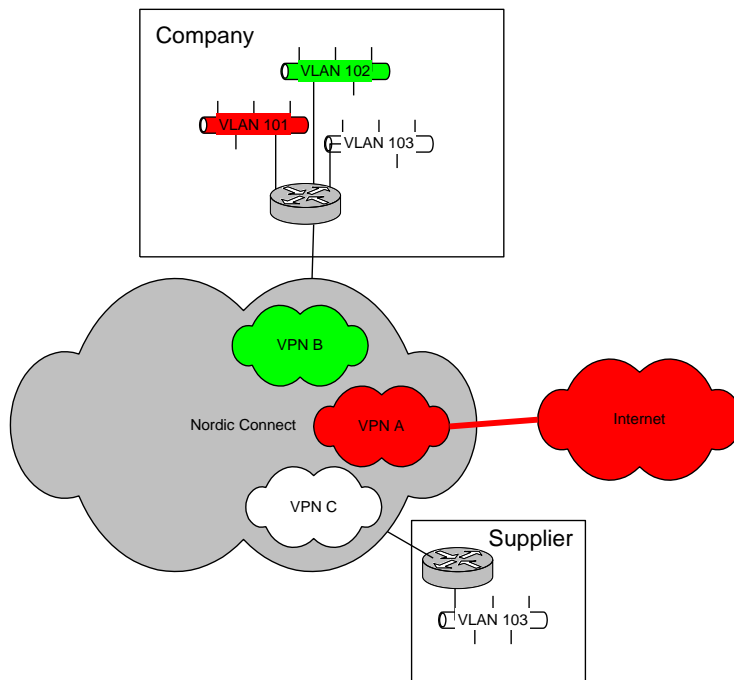 Company
VLAN 102
VLAN 101
VLAN 103
VPN B
Nordic Connect
VPN A
Internet
VPN C
Supplier
VLAN 103